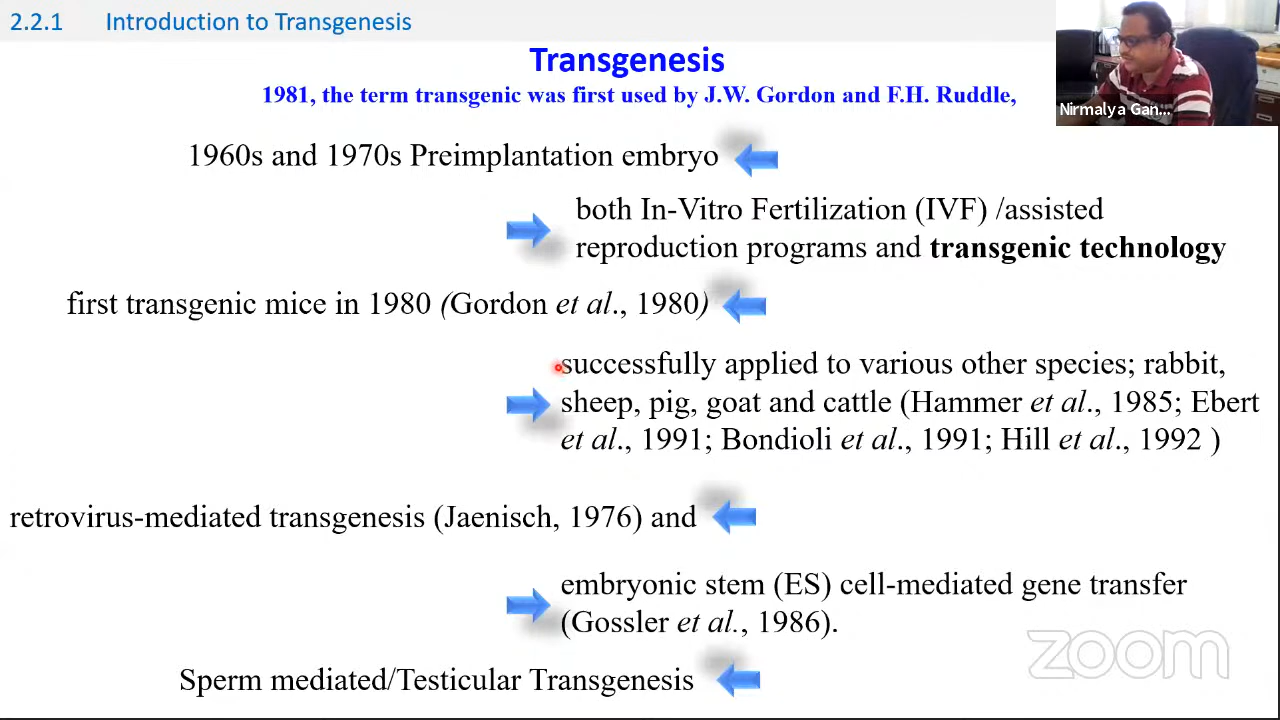 2.2.1 Introduction to Transgenesis
Transgenesis
1981, the term transgenic was first used by J.W. Gordon and F.H. Ruddle,
Nirmalya Gan...
1960s and 1970s Preimplantation embryo
both In-Vitro Fertilization (IVF) /assisted
reproduction programs and transgenic technology
first transgenic mice in 1980 (Gordon et al., 1980)
successfully applied to various other species; rabbit,
sheep, pig, goat and cattle (Hammer et al., 1985; Ebert
et al., 1991; Bondioli et al., 1991; Hill et al., 1992 )
retrovirus-mediated transgenesis (Jaenisch, 1976) and
embryonic stem (ES) cell-mediated gene transfer
(Gossler et al., 1986).
zoom
Sperm mediated/Testicular Transgenesis